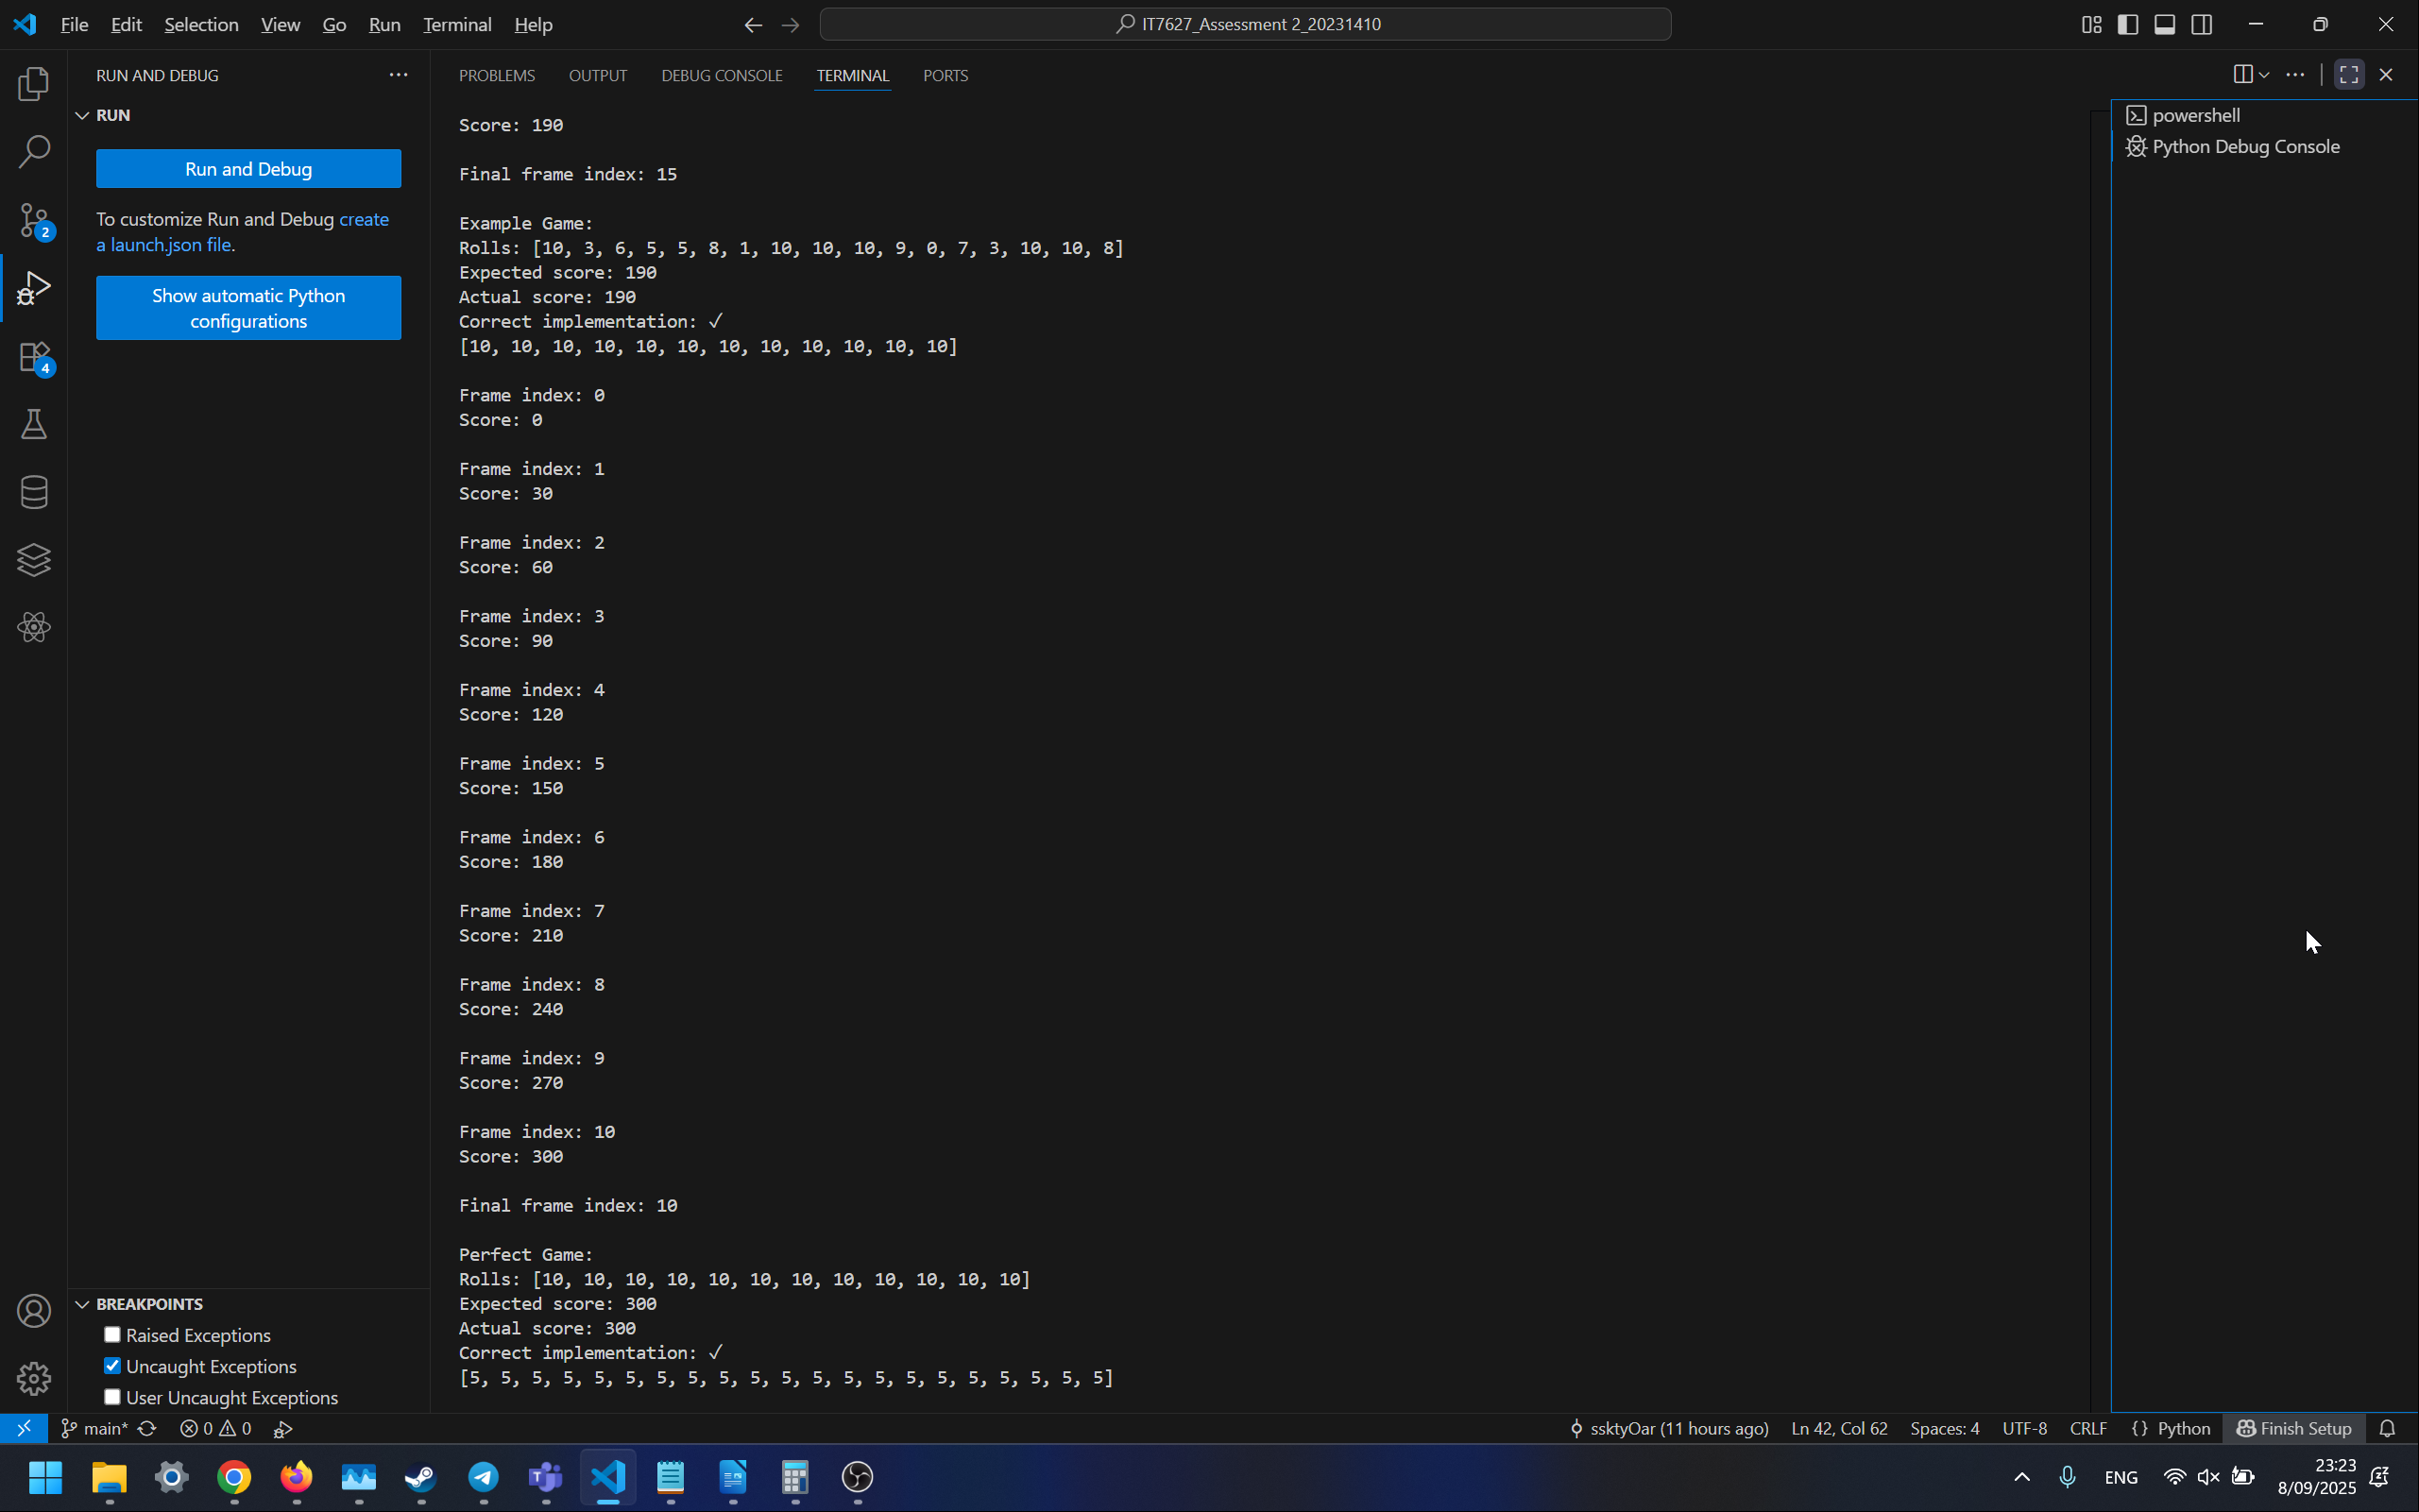 File Edit Selection View Go Run Terminal Help
IT7627_Assessment 2_20231410
RUN AND DEBUG
RUN
Run and Debug
To customize Run and Debug create
a launch.json file.
Show automatic Python
configurations
PROBLEMS OUTPUT DEBUG CONSOLE TERMINAL PORTS
Score: 190
Final frame index: 15
Example Game:
Rolls: [10, 3, 6, 5, 5, 8, 1, 10, 10, 10, 9, 0, 7, 3, 10, 10, 8]
Expected score: 190
Actual score: 190
Correct implementation: ✓
[10, 10, 10, 10, 10, 10, 10, 10, 10, 10, 10, 10]
Frame index: 0
Score: 0
Frame index: 1
Score: 30
Frame index: 2
Score: 60
Frame index: 3
Score: 90
Frame index: 4
Score: 120
Frame index: 5
Score: 150
Frame index: 6
Score: 180
Frame index: 7
Score: 210
Frame index: 8
Score: 240
Frame index: 9
Score: 270
Frame index: 10
Score: 300
Final frame index: 10
Perfect Game:
Rolls: [10, 10, 10, 10, 10, 10, 10, 10, 10, 10, 10, 10]
Expected score: 300
Actual score: 300
Correct implementation: ✓
[5, 5, 5, 5, 5, 5, 5, 5, 5, 5, 5, 5, 5, 5, 5, 5, 5, 5, 5, 5, 5]
powershell
Python Debug Console
2
4
BREAKPOINTS
Raised Exceptions
Uncaught Exceptions
User Uncaught Exceptions
main* 0 0 ssktyOar (11 hours ago) Ln 42, Col 62 Spaces: 4 UTF-8 CRLF {} Python Finish Setup
ENG
23:23
8/09/2025